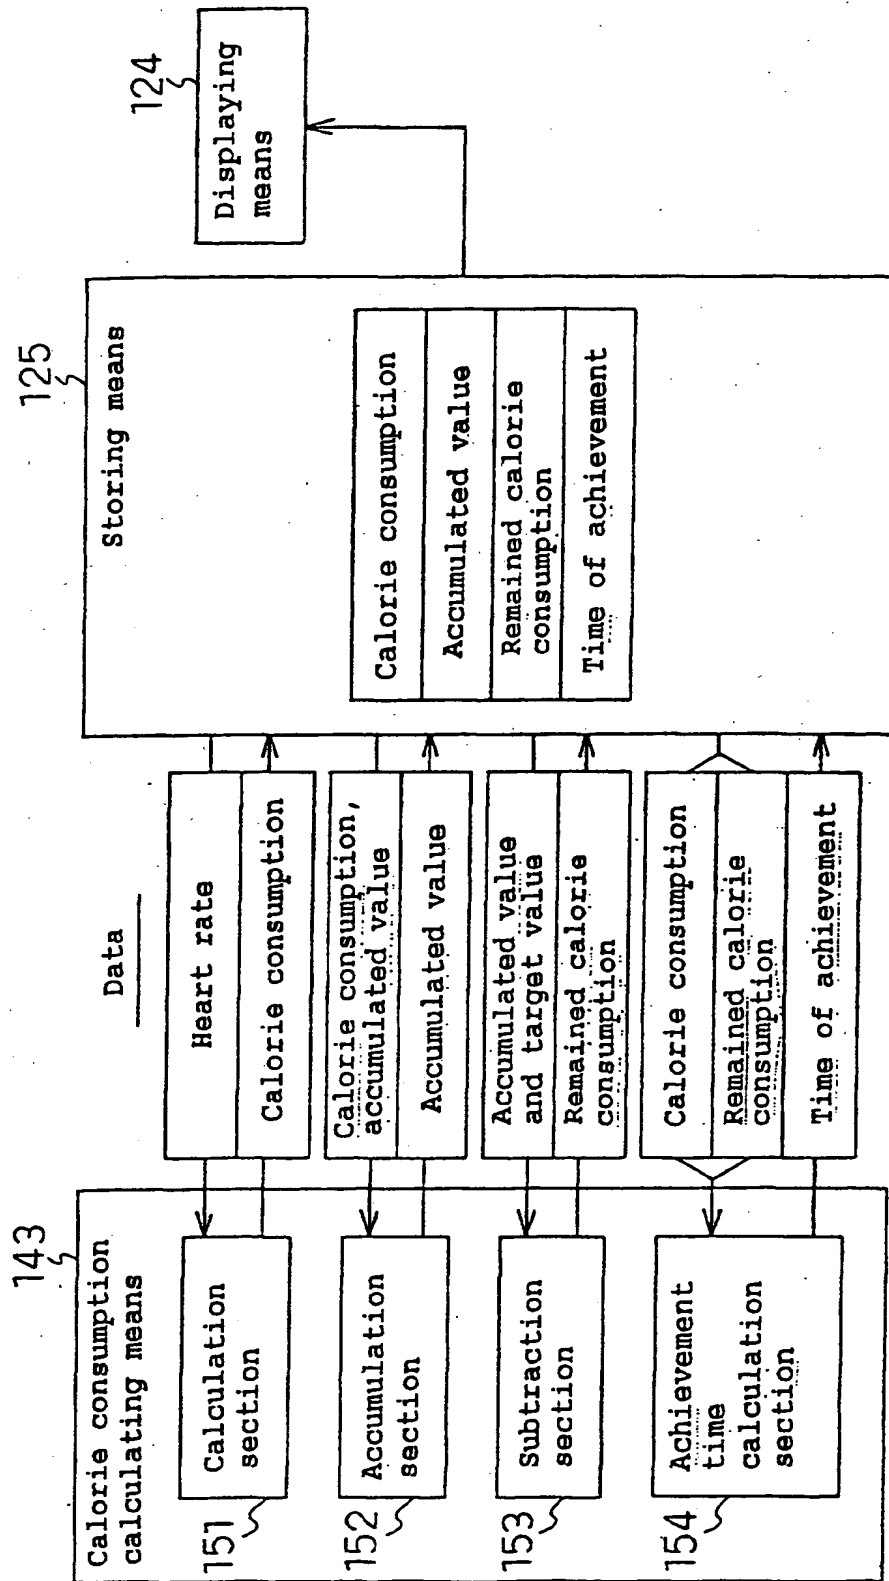 143
Calorie consumption
calculating means
151
Calculation
section
152
Accumulation
section
153
Subtraction
section
154
Achievement
time
calculation
section
Data
Heart rate
Calorie consumption
Calorie consumption,
accumulated value
Accumulated value
Accumulated value
and target value
Remained calorie
consumption
Calorie consumption
Remained calorie
consumption
Time of achievement
125
Storing means
Calorie consumption
Accumulated value
Remained calorie
consumption
Time of achievement
124
Displaying
means